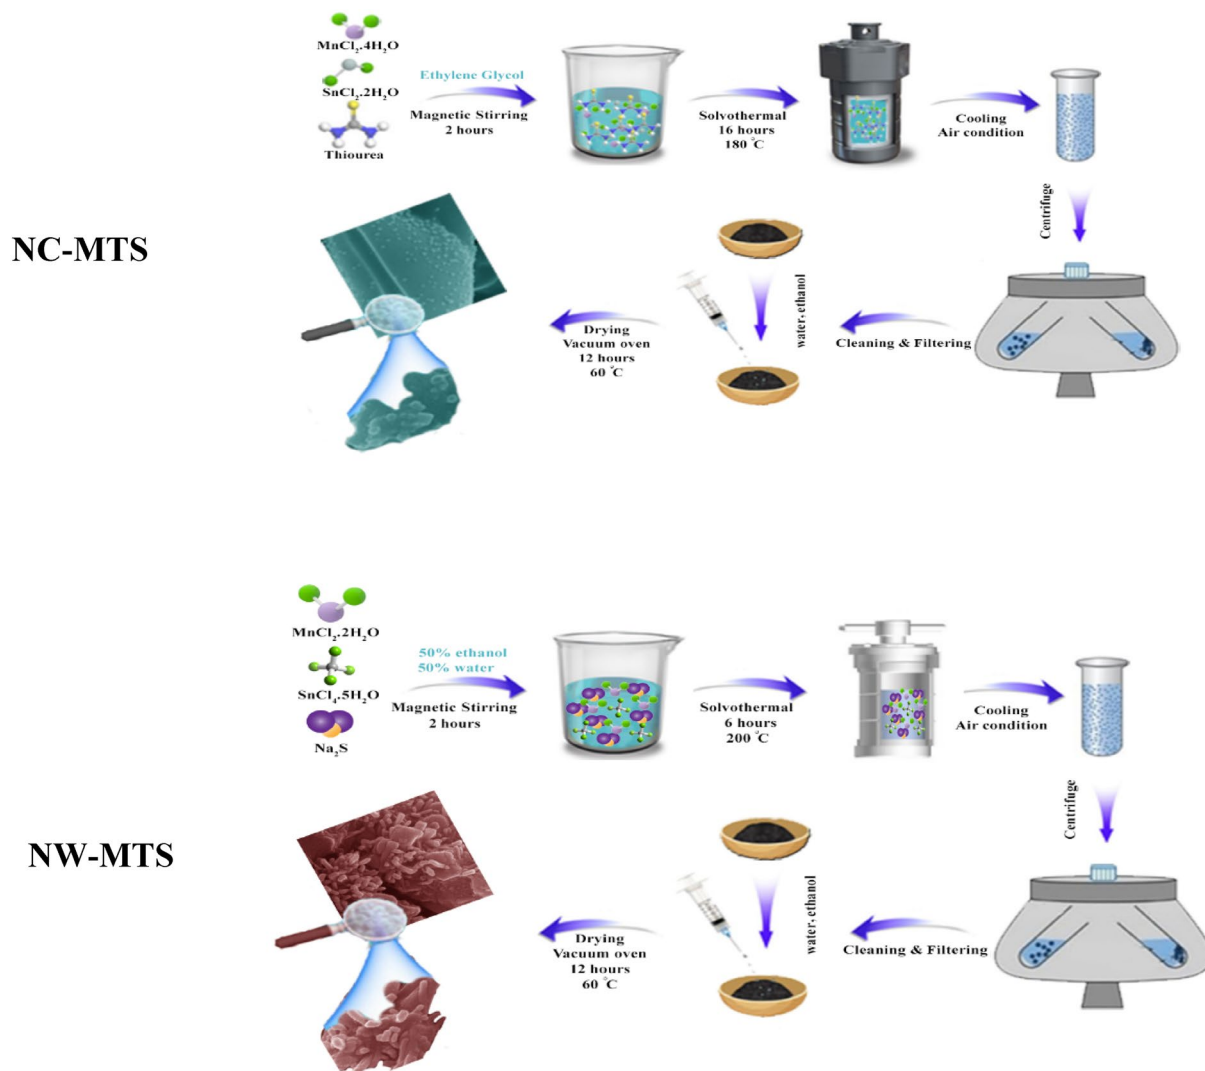 MnCl₂.4H₂O
SnCl₂.2H₂O
Thiourea
Ethylene Glycol
Magnetic Stirring
2 hours
Solvothermal
16 hours
180 °C
Cooling
Air condition
Centrifuge
NC-MTS
Cleaning & Filtering
water, ethanol
Drying
Vacuum oven
12 hours
60 °C
MnCl₂.2H₂O
SnCl₄.5H₂O
Na₂S
50% ethanol
50% water
Magnetic Stirring
2 hours
Solvothermal
6 hours
200 °C
Cooling
Air condition
Centrifuge
NW-MTS
Cleaning & Filtering
water, ethanol
Drying
Vacuum oven
12 hours
60 °C